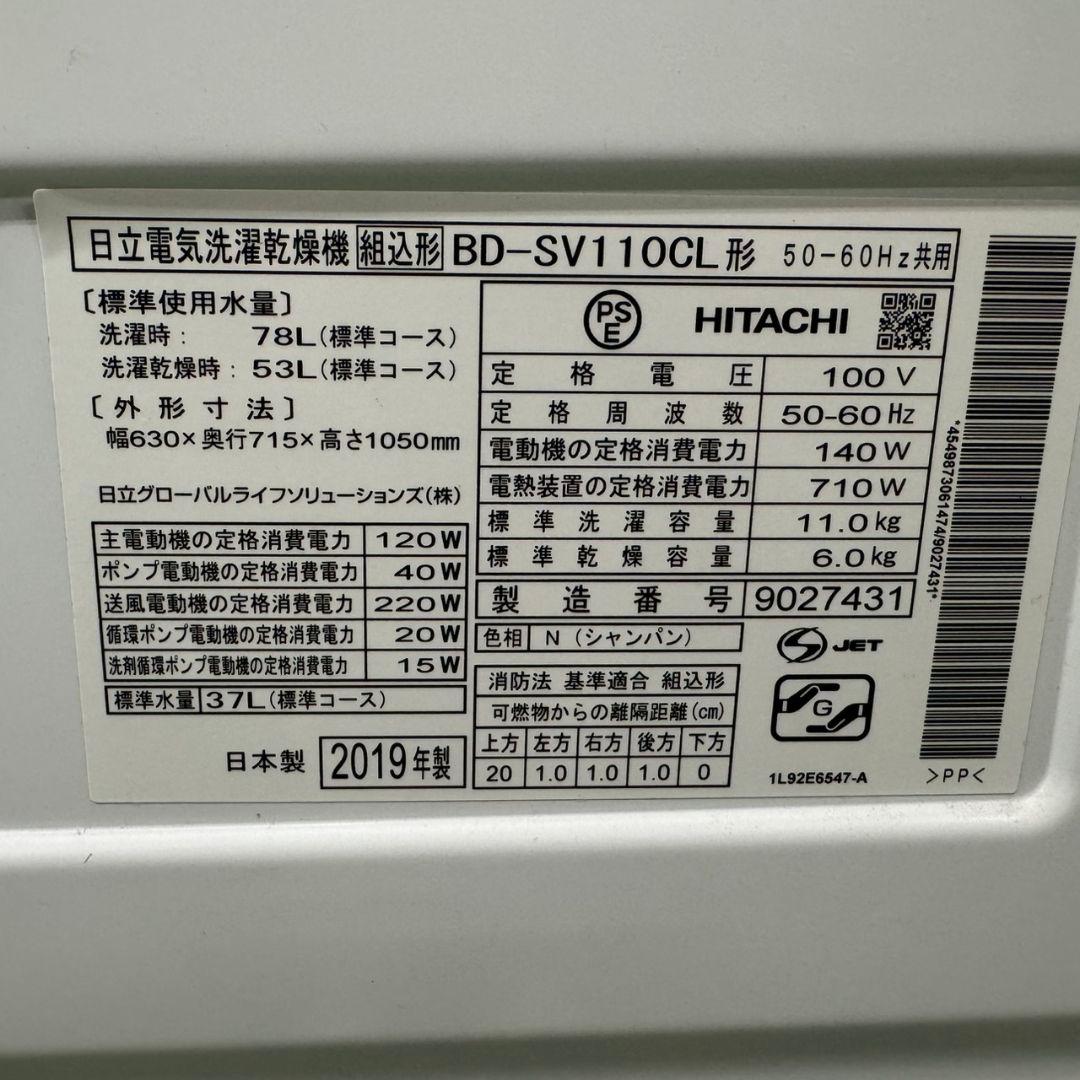 日立電気洗濯乾燥機 組込形 BD-SV110CL形 50-60Hz共用
〔標準使用水量〕
洗濯時： 78L(標準コース)
洗濯乾燥時：53L(標準コース)
〔外形寸法〕
幅630×奥行715×高さ1050mm
日立グローバルライフソリューションズ(株)
主電動機の定格消費電力 120W
ポンプ電動機の定格消費電力 40W
送風電動機の定格消費電力 220W
循環ポンプ電動機の定格消費電力 20W
洗剤循環ポンプ電動機の定格消費電力 15W
標準水量 37L(標準コース)
日本製 2019年製
PSE HITACHI
定格電圧 100V
定格周波数 50-60Hz
電動機の定格消費電力 140W
電熱装置の定格消費電力 710W
標準洗濯容量 11.0kg
標準乾燥容量 6.0kg
製造番号 9027431
色相 N (シャンパン)
消防法 基準適合 組込形
可燃物からの離隔距離(cm)
上方 左方 右方 後方 下方
20 1.0 1.0 1.0 0
S JET
G
1L92E6547-A
*4549873061474/9027431*
>PP<